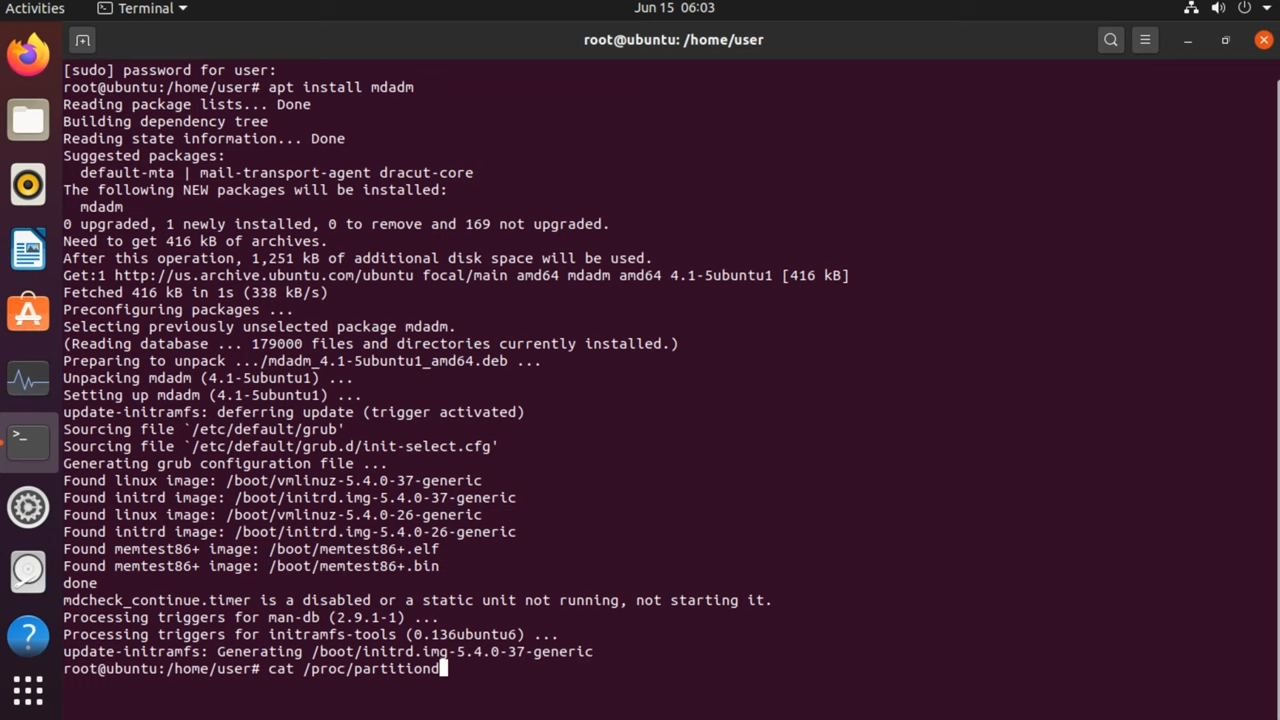 Activities
Terminal
Jun 15 06:03
root@ubuntu: /home/user
[sudo] password for user:
root@ubuntu:/home/user# apt install mdadm
Reading package lists... Done
Building dependency tree
Reading state information... Done
Suggested packages:
default-mta | mail-transport-agent dracut-core
The following NEW packages will be installed:
mdadm
0 upgraded, 1 newly installed, 0 to remove and 169 not upgraded.
Need to get 416 kB of archives.
After this operation, 1,251 kB of additional disk space will be used.
Get:1 http://us.archive.ubuntu.com/ubuntu focal/main amd64 mdadm amd64 4.1-5ubuntu1 [416 kB]
Fetched 416 kB in 1s (338 kB/s)
Preconfiguring packages ...
Selecting previously unselected package mdadm.
(Reading database ... 179000 files and directories currently installed.)
Preparing to unpack .../mdadm_4.1-5ubuntu1_amd64.deb ...
Unpacking mdadm (4.1-5ubuntu1) ...
Setting up mdadm (4.1-5ubuntu1) ...
update-initramfs: deferring update (trigger activated)
Sourcing file `/etc/default/grub'
Sourcing file `/etc/default/grub.d/init-select.cfg'
Generating grub configuration file ...
Found linux image: /boot/vmlinuz-5.4.0-37-generic
Found initrd image: /boot/initrd.img-5.4.0-37-generic
Found linux image: /boot/vmlinuz-5.4.0-26-generic
Found initrd image: /boot/initrd.img-5.4.0-26-generic
Found memtest86+ image: /boot/memtest86+.elf
Found memtest86+ image: /boot/memtest86+.bin
done
mdcheck_continue.timer is a disabled or a static unit not running, not starting it.
Processing triggers for man-db (2.9.1-1) ...
Processing triggers for initramfs-tools (0.136ubuntu6) ...
update-initramfs: Generating /boot/initrd.img-5.4.0-37-generic
root@ubuntu:/home/user# cat /proc/partitiond